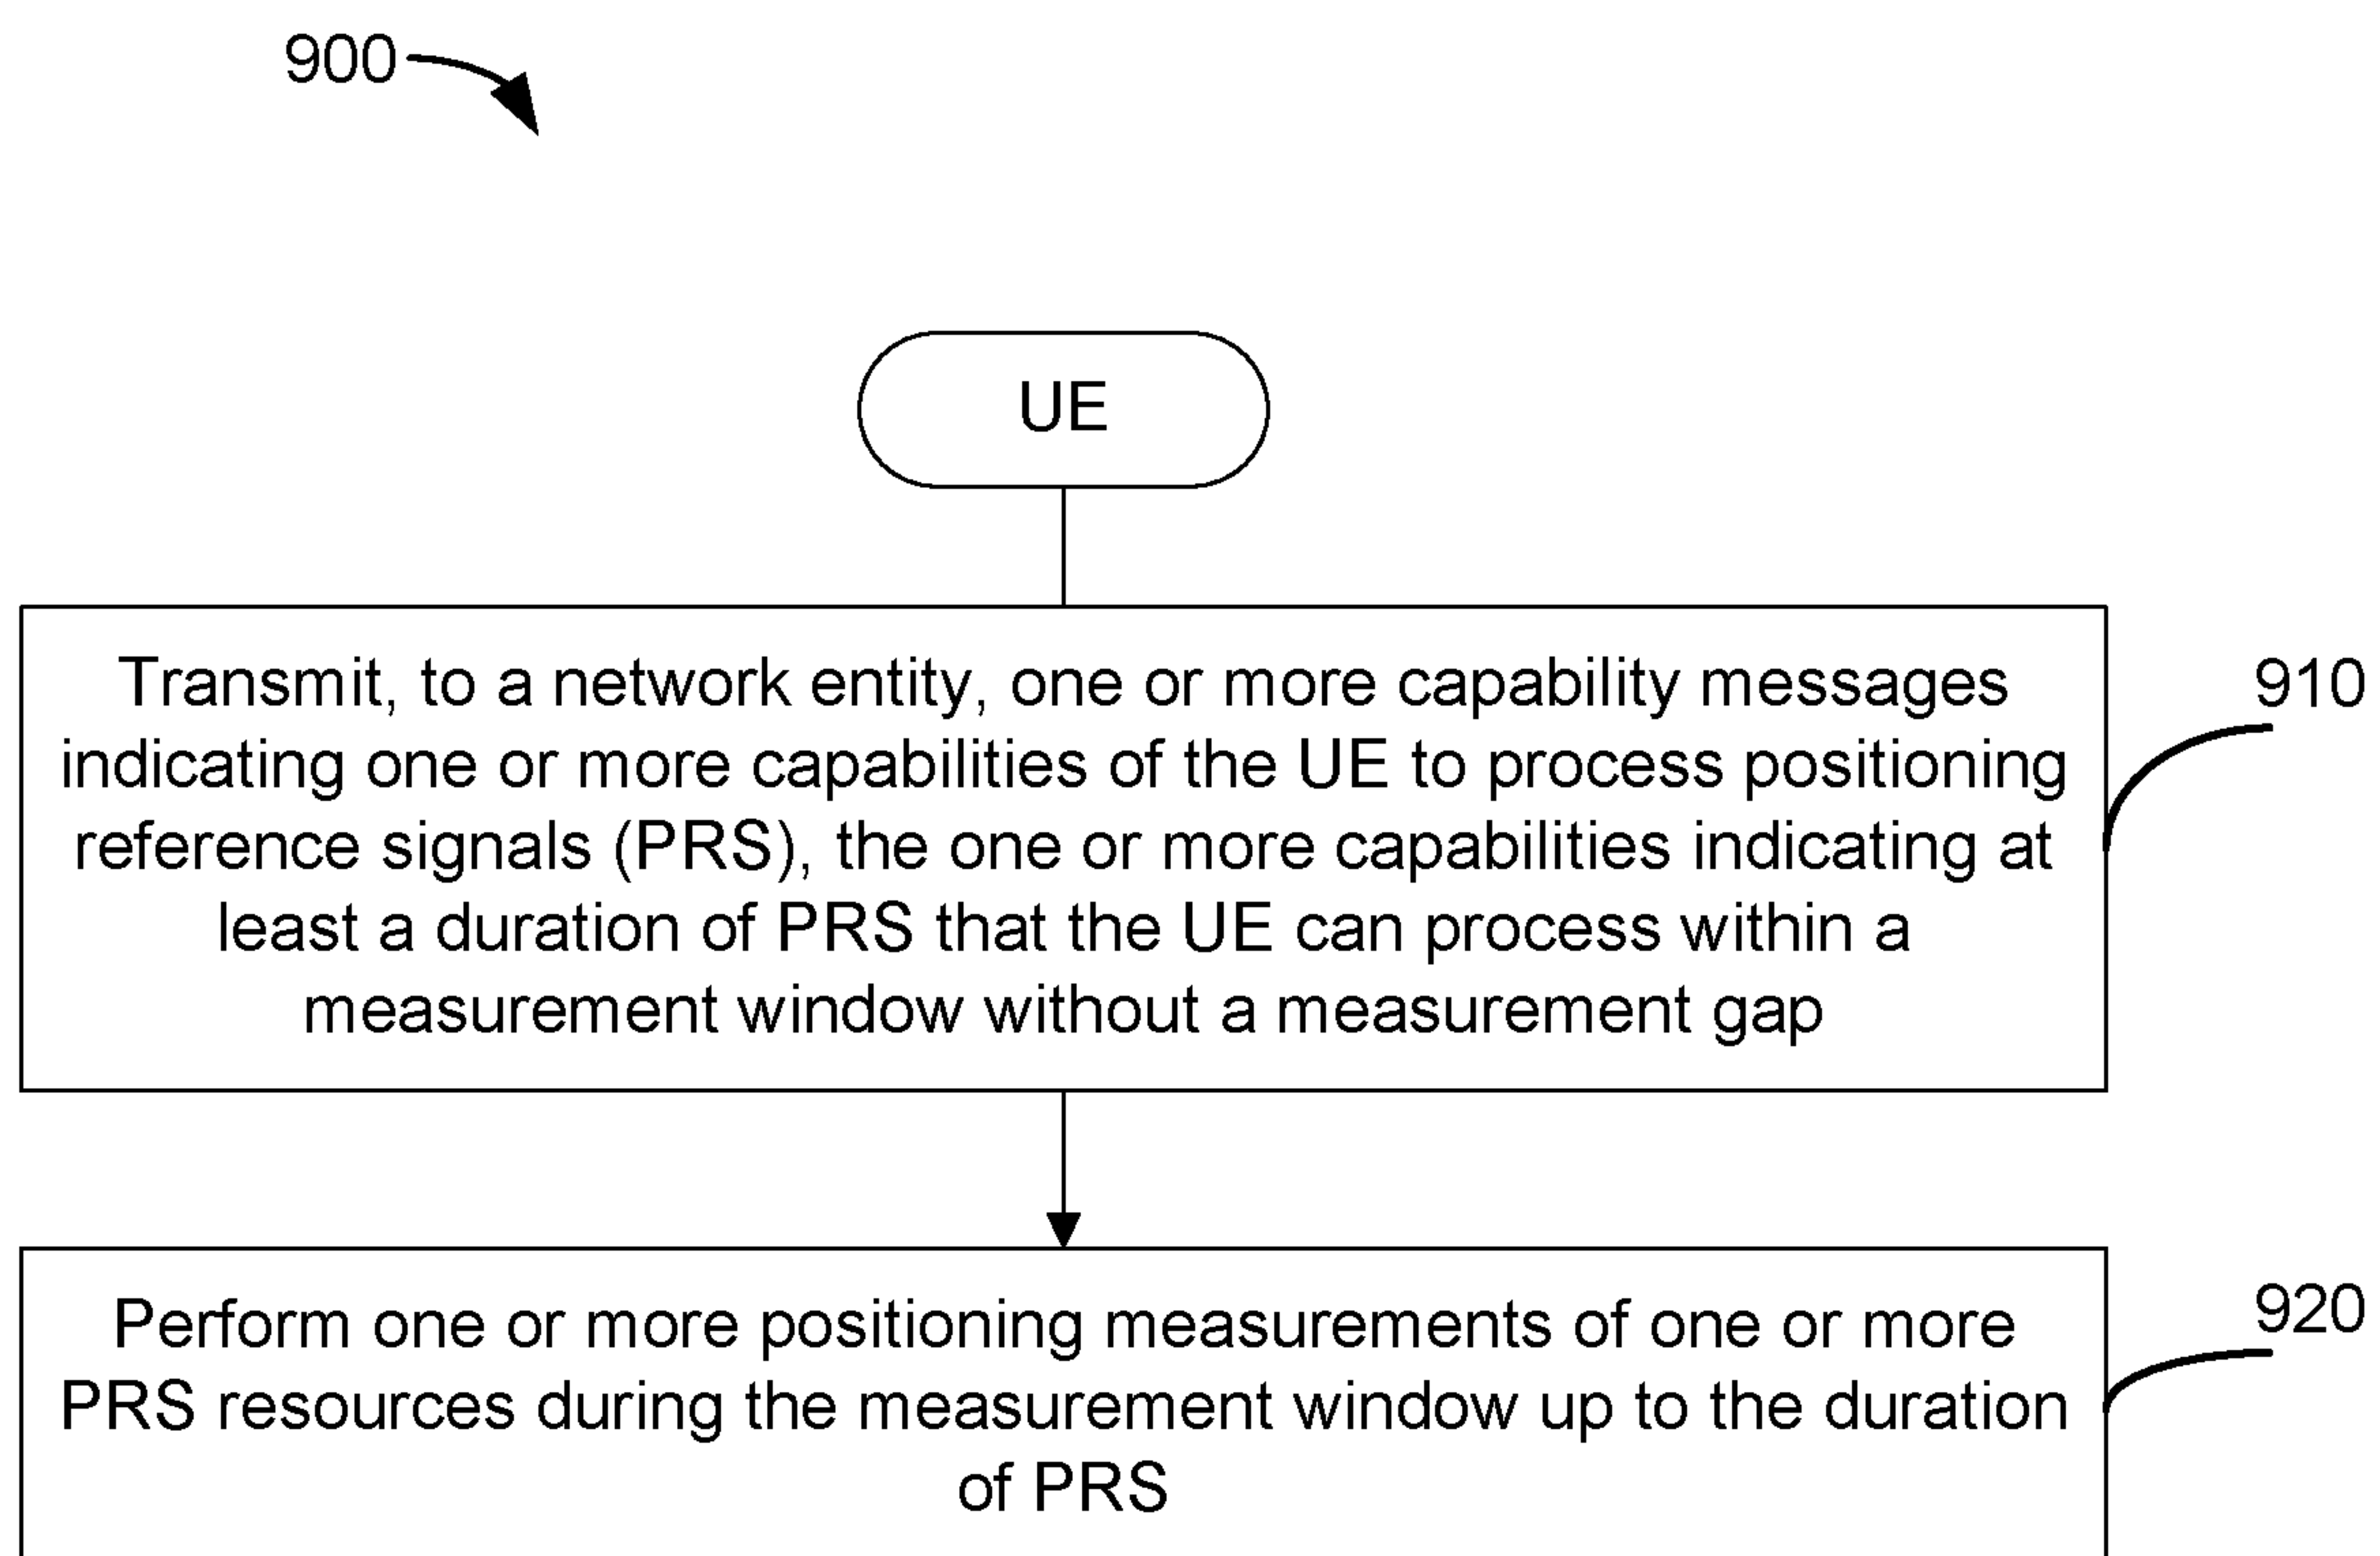 900
UE
Transmit, to a network entity, one or more capability messages
indicating one or more capabilities of the UE to process positioning
reference signals (PRS), the one or more capabilities indicating at
least a duration of PRS that the UE can process within a
measurement window without a measurement gap
910
Perform one or more positioning measurements of one or more
PRS resources during the measurement window up to the duration
of PRS
920